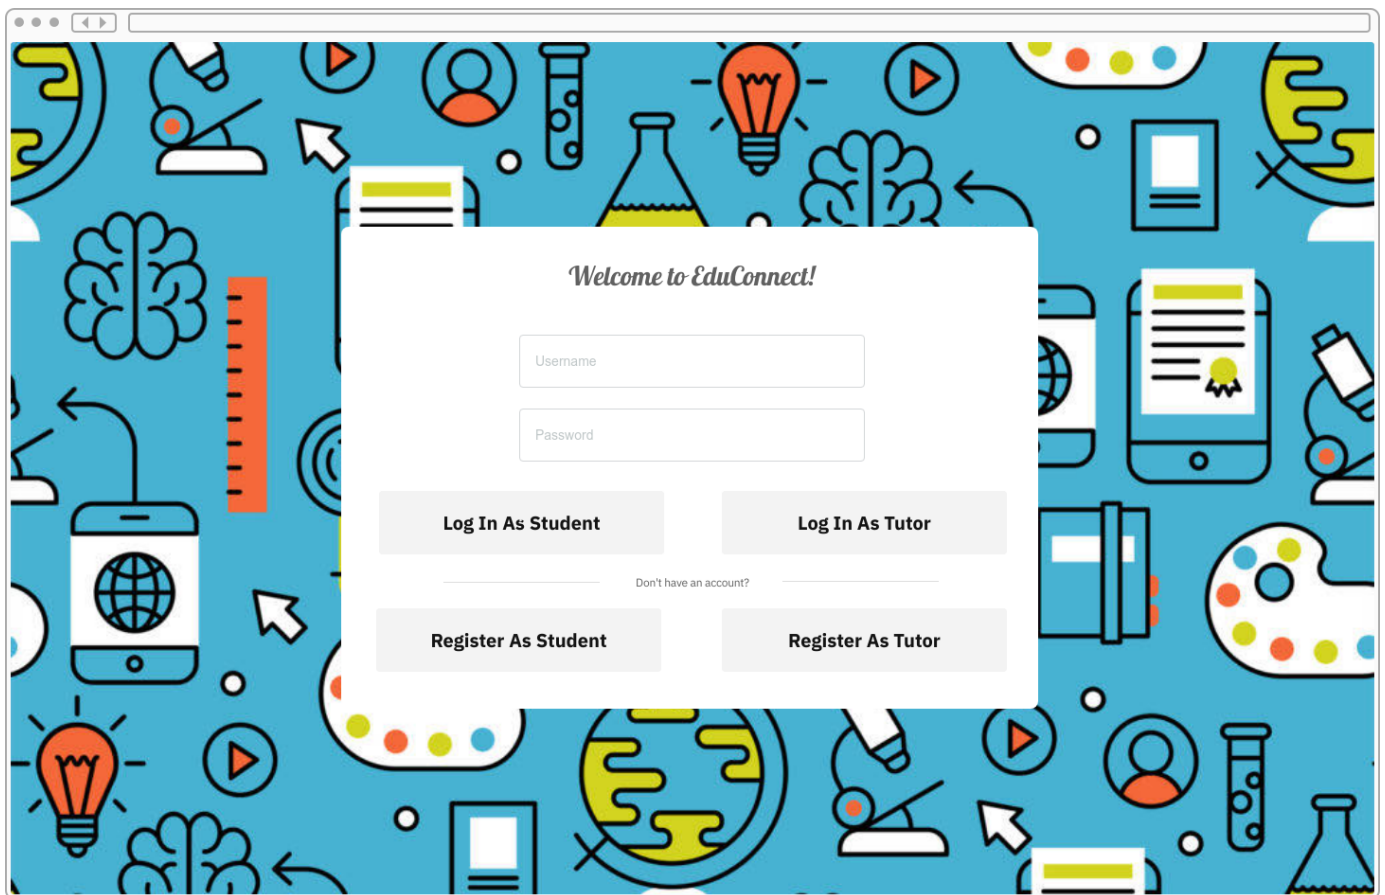 Welcome to EduConnect!
Username
Password
Log In As Student
Log In As Tutor
Don't have an account?
Register As Student
Register As Tutor